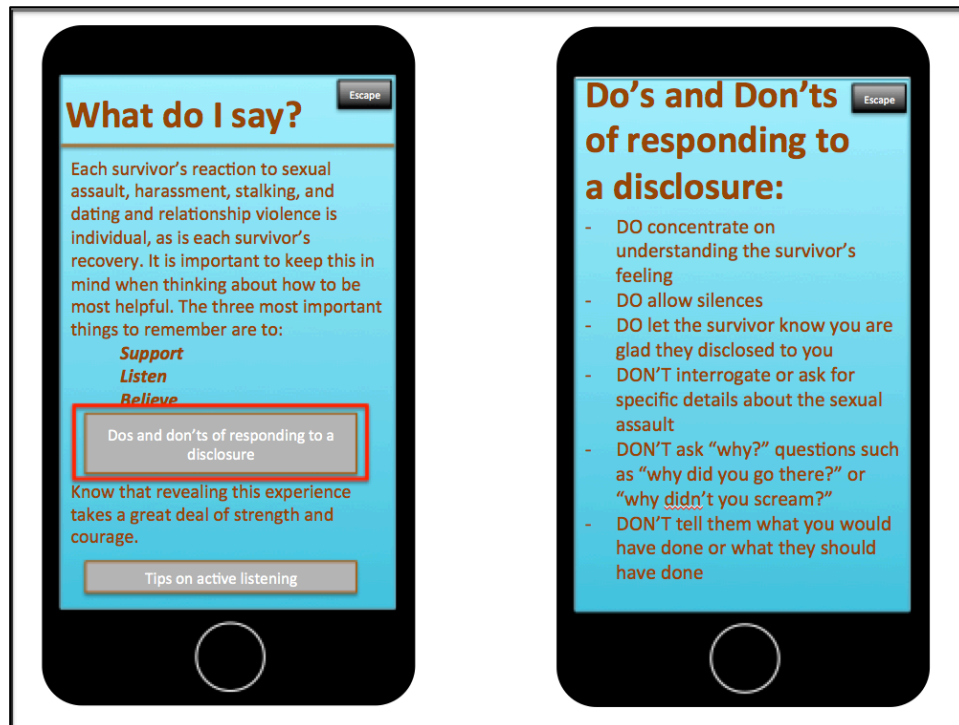 Escape
What do I say?
Each survivor’s reaction to sexual
assault, harassment, stalking, and
dating and relationship violence is
individual, as is each survivor’s
recovery. It is important to keep this in
mind when thinking about how to be
most helpful. The three most important
things to remember are to:
Support
Listen
Believe
Dos and don’ts of responding to a
disclosure
Know that revealing this experience
takes a great deal of strength and
courage.
Tips on active listening
Do’s and Don’ts
Escape
of responding to
a disclosure:
- DO concentrate on
understanding the survivor’s
feeling
- DO allow silences
- DO let the survivor know you are
glad they disclosed to you
- DON’T interrogate or ask for
specific details about the sexual
assault
- DON’T ask “why?” questions such
as “why did you go there?” or
“why didn’t you scream?”
- DON’T tell them what you would
have done or what they should
have done